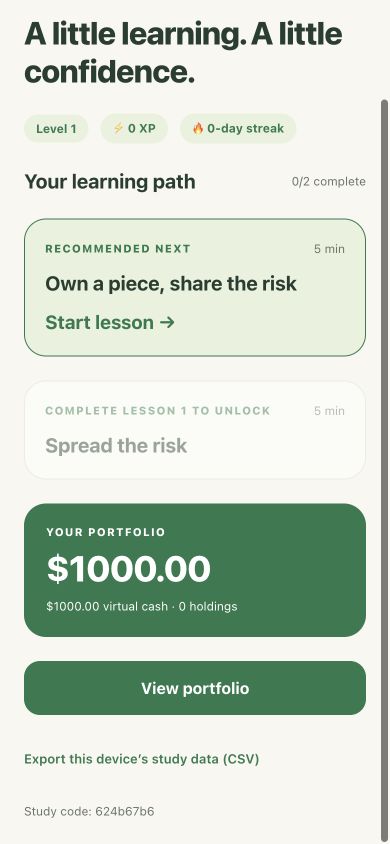 A little learning. A little
confidence.
Level 1
⚡ 0 XP
🔥 0-day streak
Your learning path
0/2 complete
RECOMMENDED NEXT
5 min
Own a piece, share the risk
Start lesson →
COMPLETE LESSON 1 TO UNLOCK
5 min
Spread the risk
YOUR PORTFOLIO
$1000.00
$1000.00 virtual cash · 0 holdings
View portfolio
Export this device’s study data (CSV)
Study code: 624b67b6